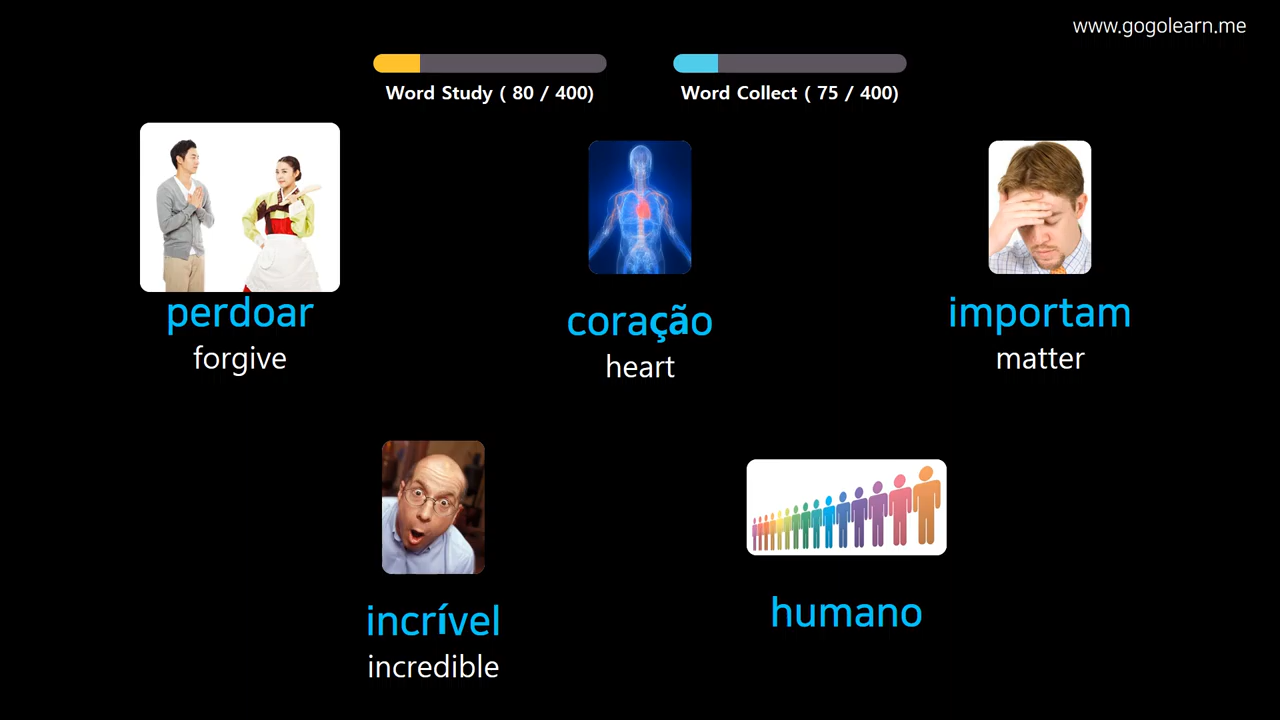 www.gogolearn.me
Word Study ( 80 / 400)
Word Collect ( 75 / 400)
perdoar
forgive
coração
heart
importam
matter
incrível
incredible
humano